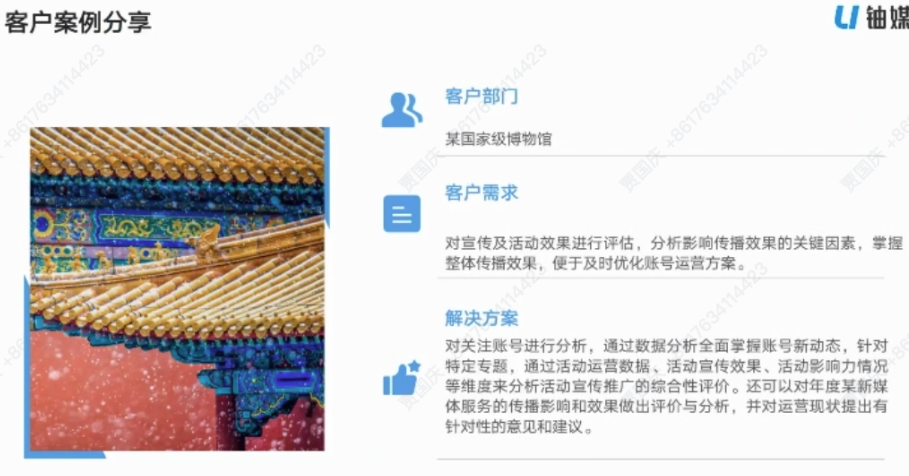 客户案例分享
铀媒
客户部门
某国家级博物馆
客户需求
对宣传及活动效果进行评估，分析影响传播效果的关键因素，掌握
整体传播效果，便于及时优化账号运营方案。
解决方案
对关注账号进行分析，通过数据分析全面掌握账号新动态，针对
特定专题，通过活动运营数据、活动宣传效果、活动影响力情况
等维度来分析活动宣传推广的综合性评价。还可以对年度某新媒
体服务的传播影响和效果做出评价与分析，并对运营现状提出有
针对性的意见和建议。
贾国庆 +8617634114423
贾国庆 +8617634114423
贾国庆 +8617634114423